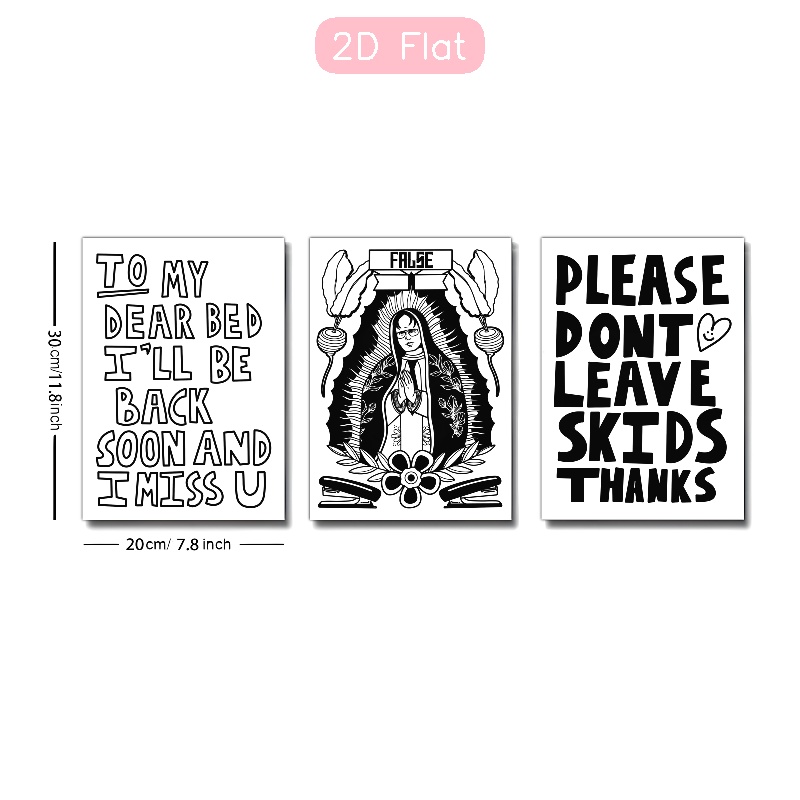 2D Flat
TO MY
DEAR BED
I'LL BE
BACK
SOON AND
I MISS U
FALSE
PLEASE
DONT
LEAVE
SKIDS
THANKS
30cm/11.8inch
20cm/ 7.8 inch